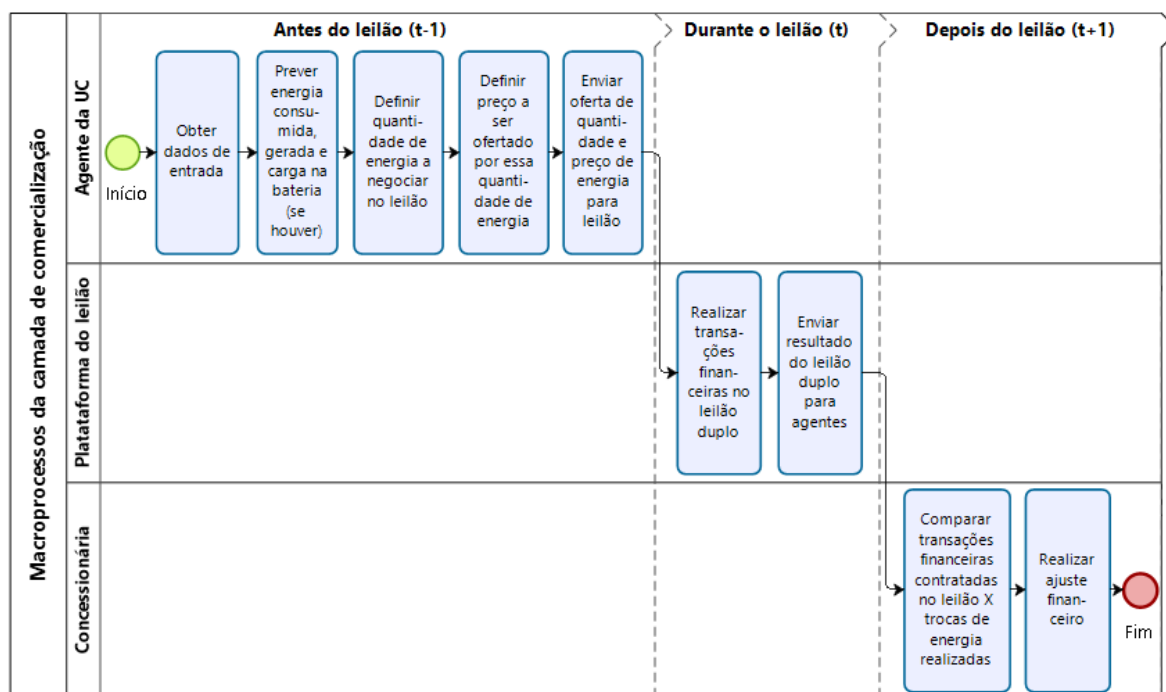 Macroprocessos da camada de comercialização
Antes do leilão (t-1)
Durante o leilão (t)
Depois do leilão (t+1)
Agente da UC
Início
Obter
dados de
entrada
Prever
energia
consu-
mida,
gerada e
carga na
bateria
(se
houver)
Definir
quanti-
dade de
energia a
negociar
no leilão
Definir
preço a
ser
ofertado
por essa
quanti-
dade de
energia
Enviar
oferta de
quanti-
dade e
preço de
energia
para
leilão
Platataforma do leilão
Realizar
transa-
ções
finan-
ceiras no
leilão
duplo
Enviar
resultado
do leilão
duplo
para
agentes
Concessionária
Comparar
transações
financeiras
contratadas
no leilão X
trocas de
energia
realizadas
Realizar
ajuste
finan-
ceiro
Fim